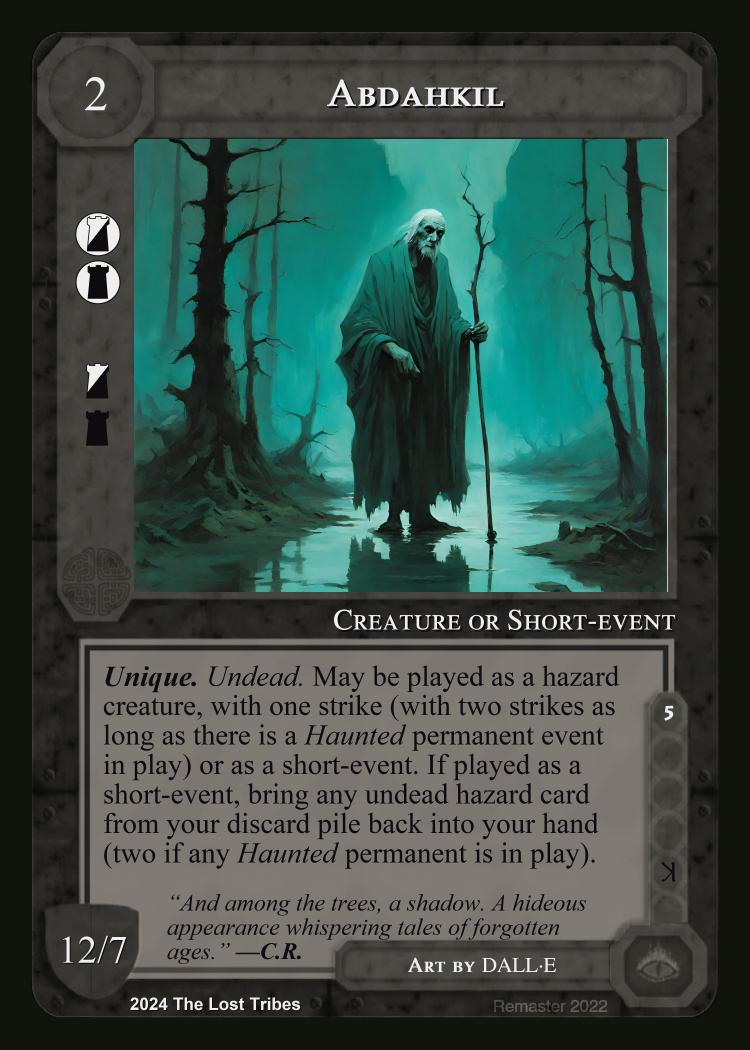 2
Abdahkil
Creature or Short-event
Unique. Undead. May be played as a hazard
creature, with one strike (with two strikes as
long as there is a Haunted permanent event
in play) or as a short-event. If played as a
short-event, bring any undead hazard card
from your discard pile back into your hand
(two if any Haunted permanent is in play).
5
“And among the trees, a shadow. A hideous
appearance whispering tales of forgotten
ages.” —C.R.
12/7
Art by DALL·E
2024 The Lost Tribes
Remaster 2022